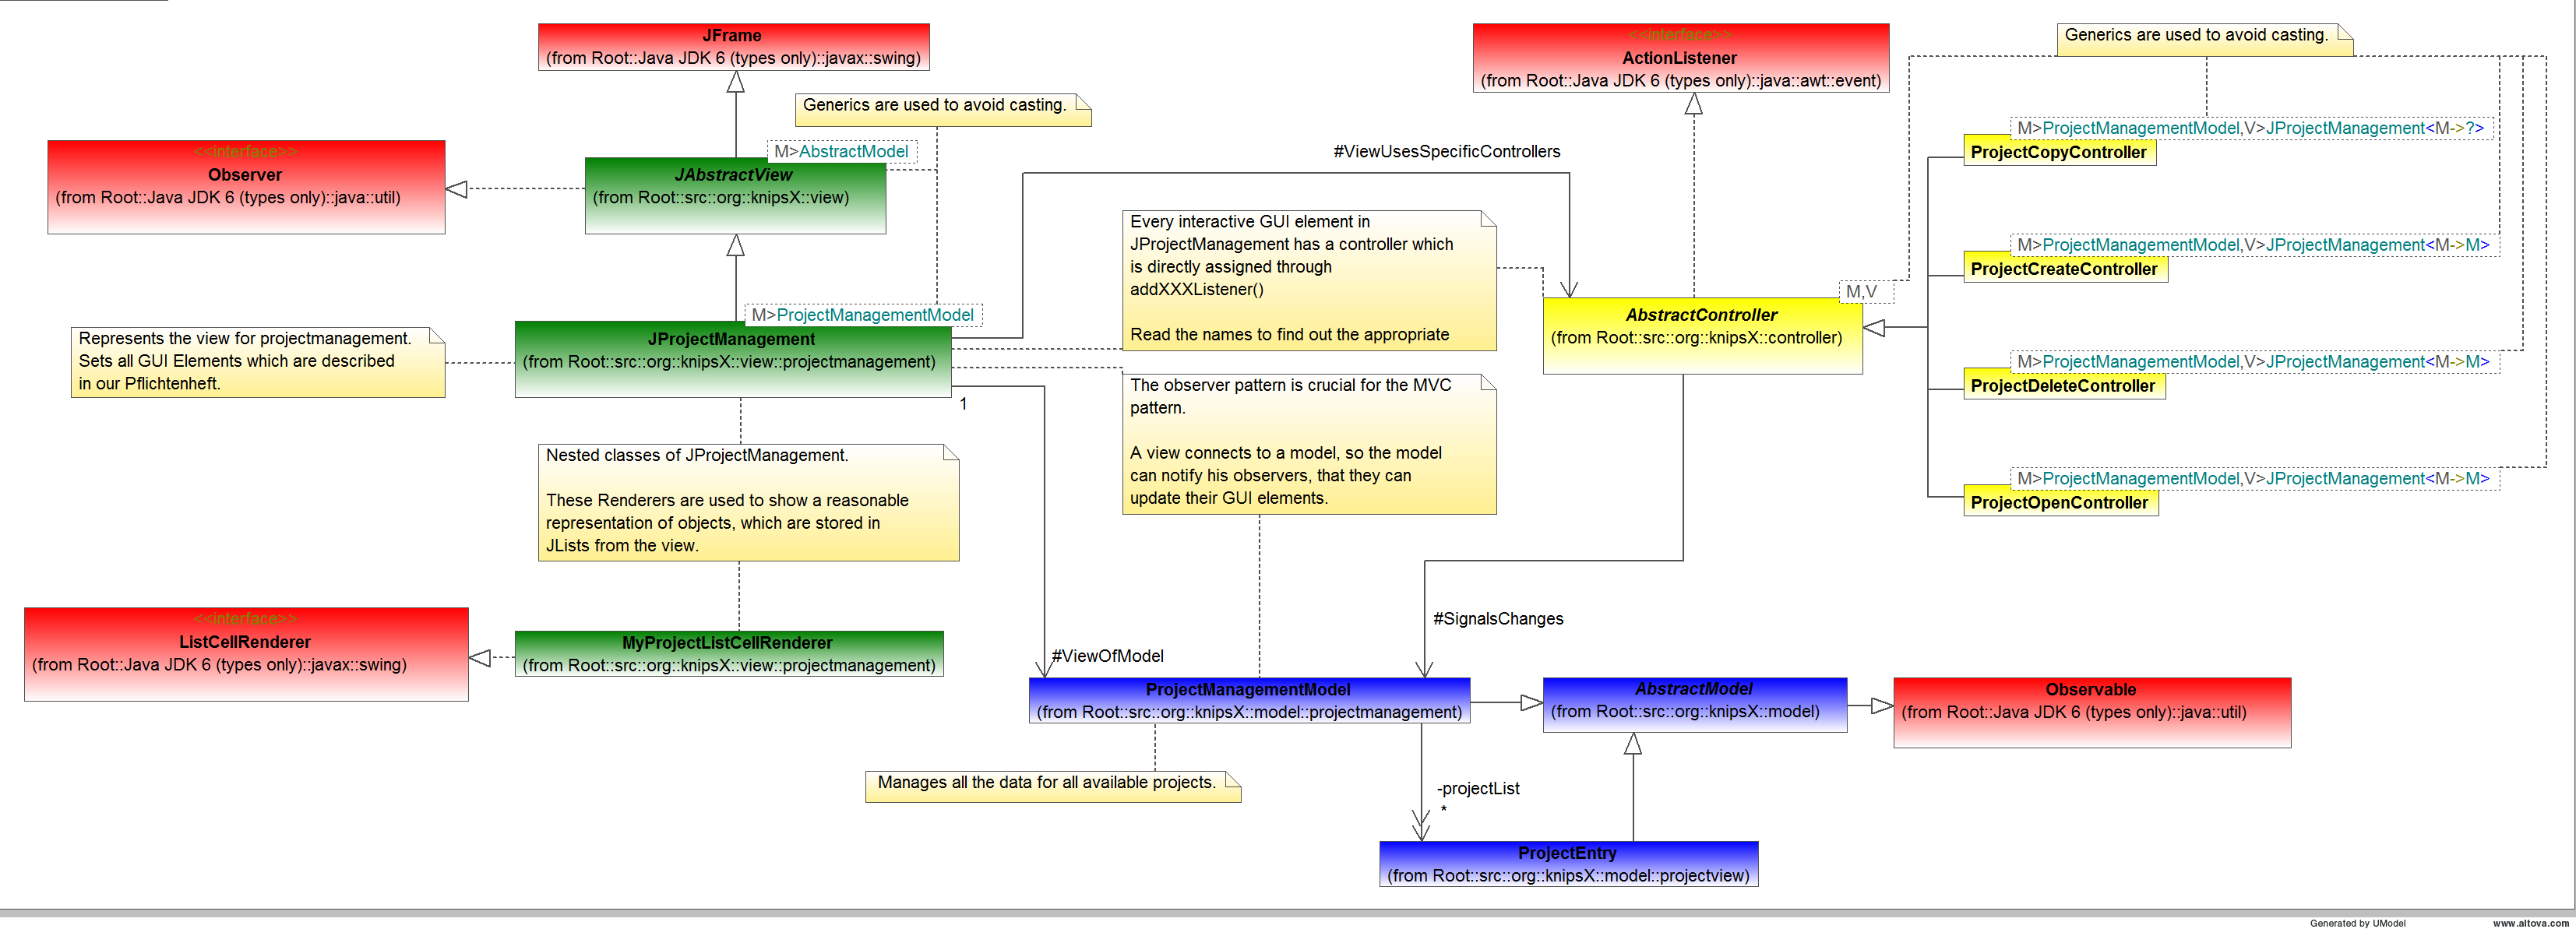 JFrame
(from Root::Java JDK 6 (types only)::javax::swing)
<<interface>>
ActionListener
(from Root::Java JDK 6 (types only)::java::awt::event)
Generics are used to avoid casting.
Generics are used to avoid casting.
<<interface>>
Observer
(from Root::Java JDK 6 (types only)::java::util)
M>AbstractModel
JAbstractView
(from Root::src::org::knipsX::view)
#ViewUsesSpecificControllers
M>ProjectManagementModel,V>JProjectManagement<M->?>
ProjectCopyController
Every interactive GUI element in
JProjectManagement has a controller which
is directly assigned through
addXXXListener()
Read the names to find out the appropriate
M>ProjectManagementModel,V>JProjectManagement<M->M>
ProjectCreateController
M,V
AbstractController
(from Root::src::org::knipsX::controller)
Represents the view for projectmanagement.
Sets all GUI Elements which are described
in our Pflichtenheft.
M>ProjectManagementModel
JProjectManagement
(from Root::src::org::knipsX::view::projectmanagement)
1
M>ProjectManagementModel,V>JProjectManagement<M->M>
ProjectDeleteController
The observer pattern is crucial for the MVC
pattern.
A view connects to a model, so the model
can notify his observers, that they can
update their GUI elements.
Nested classes of JProjectManagement.
These Renderers are used to show a reasonable
representation of objects, which are stored in
JLists from the view.
M>ProjectManagementModel,V>JProjectManagement<M->M>
ProjectOpenController
<<interface>>
ListCellRenderer
(from Root::Java JDK 6 (types only)::javax::swing)
MyProjectListCellRenderer
(from Root::src::org::knipsX::view::projectmanagement)
#ViewOfModel
#SignalsChanges
ProjectManagementModel
(from Root::src::org::knipsX::model::projectmanagement)
AbstractModel
(from Root::src::org::knipsX::model)
Observable
(from Root::Java JDK 6 (types only)::java::util)
Manages all the data for all available projects.
-projectList
*
ProjectEntry
(from Root::src::org::knipsX::model::projectview)
Generated by UModel
www.altova.com